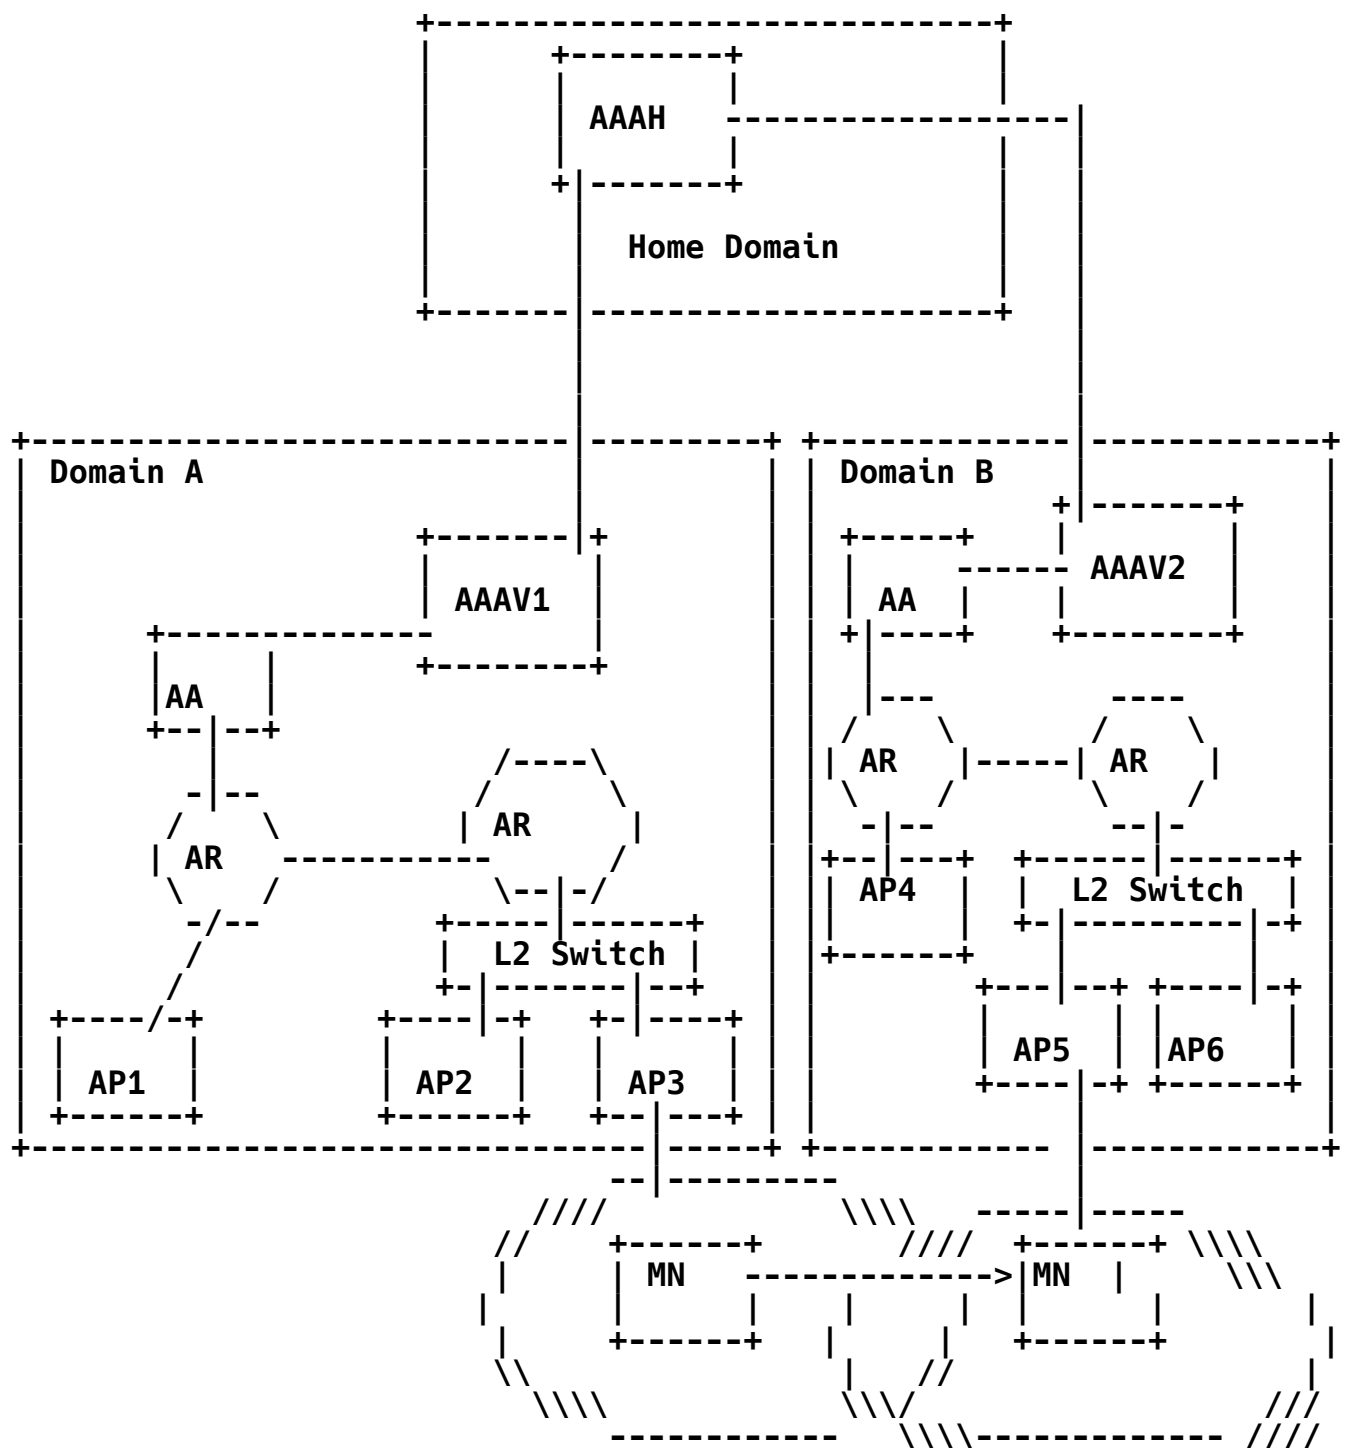 AAAH
Home Domain
Domain A
Domain B
AAAV2
AAAV1
AA
AA
AR
AR
AR
AR
AP4
L2 Switch
L2 Switch
AP5
AP6
AP1
AP2
AP3
MN
MN